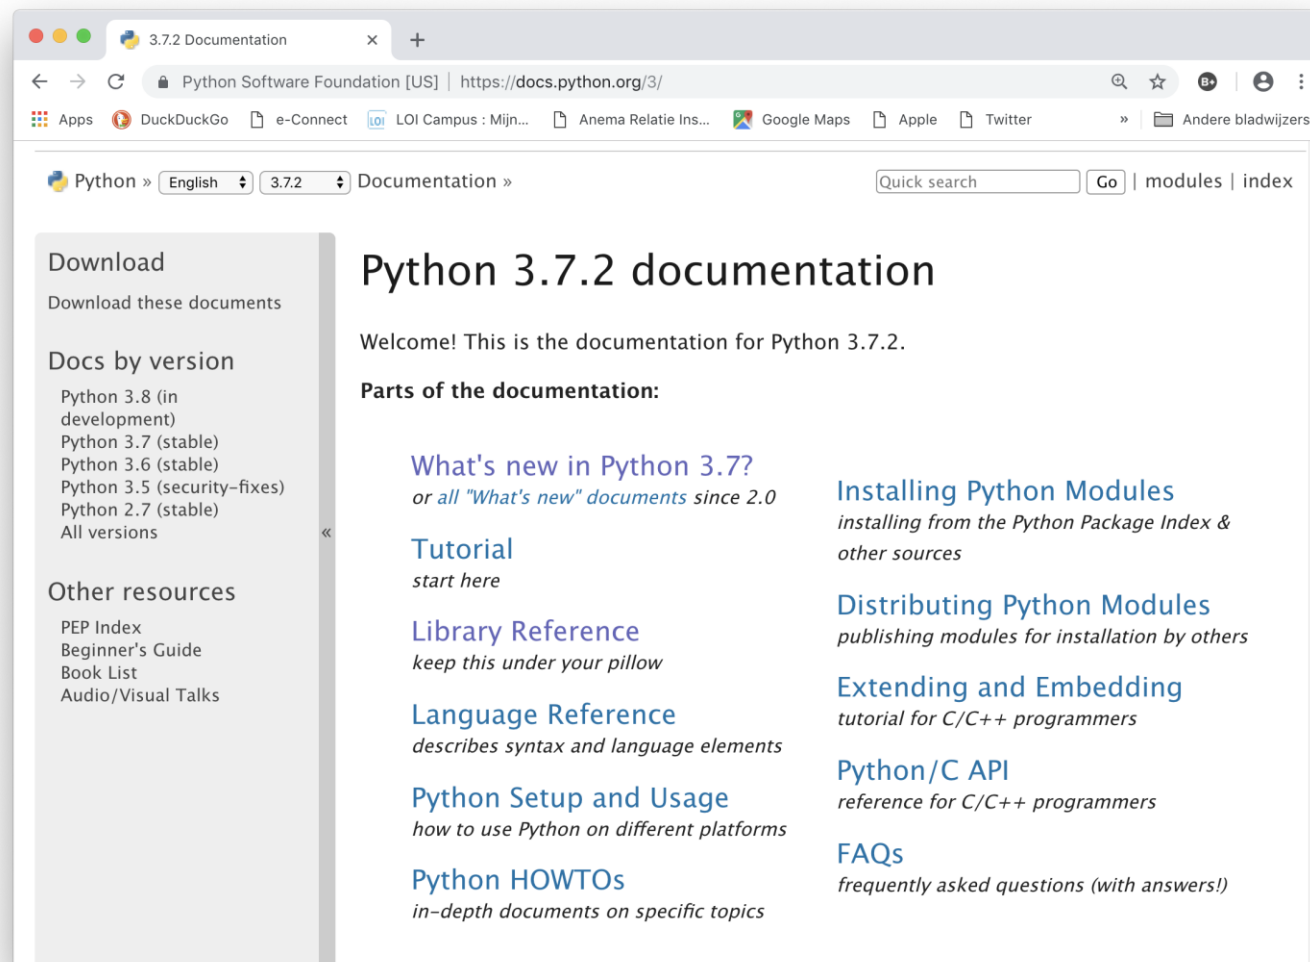 3.7.2 Documentation
Python Software Foundation [US] | https://docs.python.org/3/
Apps DuckDuckGo e-Connect LOI LOI Campus : Mijn... Anema Relatie Ins... Google Maps Apple Twitter » Andere bladwijzers
Python » English 3.7.2 Documentation » Quick search Go | modules | index
Download
Download these documents
Docs by version
Python 3.8 (in
development)
Python 3.7 (stable)
Python 3.6 (stable)
Python 3.5 (security-fixes)
Python 2.7 (stable)
All versions
«
Other resources
PEP Index
Beginner's Guide
Book List
Audio/Visual Talks
Python 3.7.2 documentation
Welcome! This is the documentation for Python 3.7.2.
Parts of the documentation:
What's new in Python 3.7?
or all "What's new" documents since 2.0
Tutorial
start here
Library Reference
keep this under your pillow
Language Reference
describes syntax and language elements
Python Setup and Usage
how to use Python on different platforms
Python HOWTOs
in-depth documents on specific topics
Installing Python Modules
installing from the Python Package Index &
other sources
Distributing Python Modules
publishing modules for installation by others
Extending and Embedding
tutorial for C/C++ programmers
Python/C API
reference for C/C++ programmers
FAQs
frequently asked questions (with answers!)